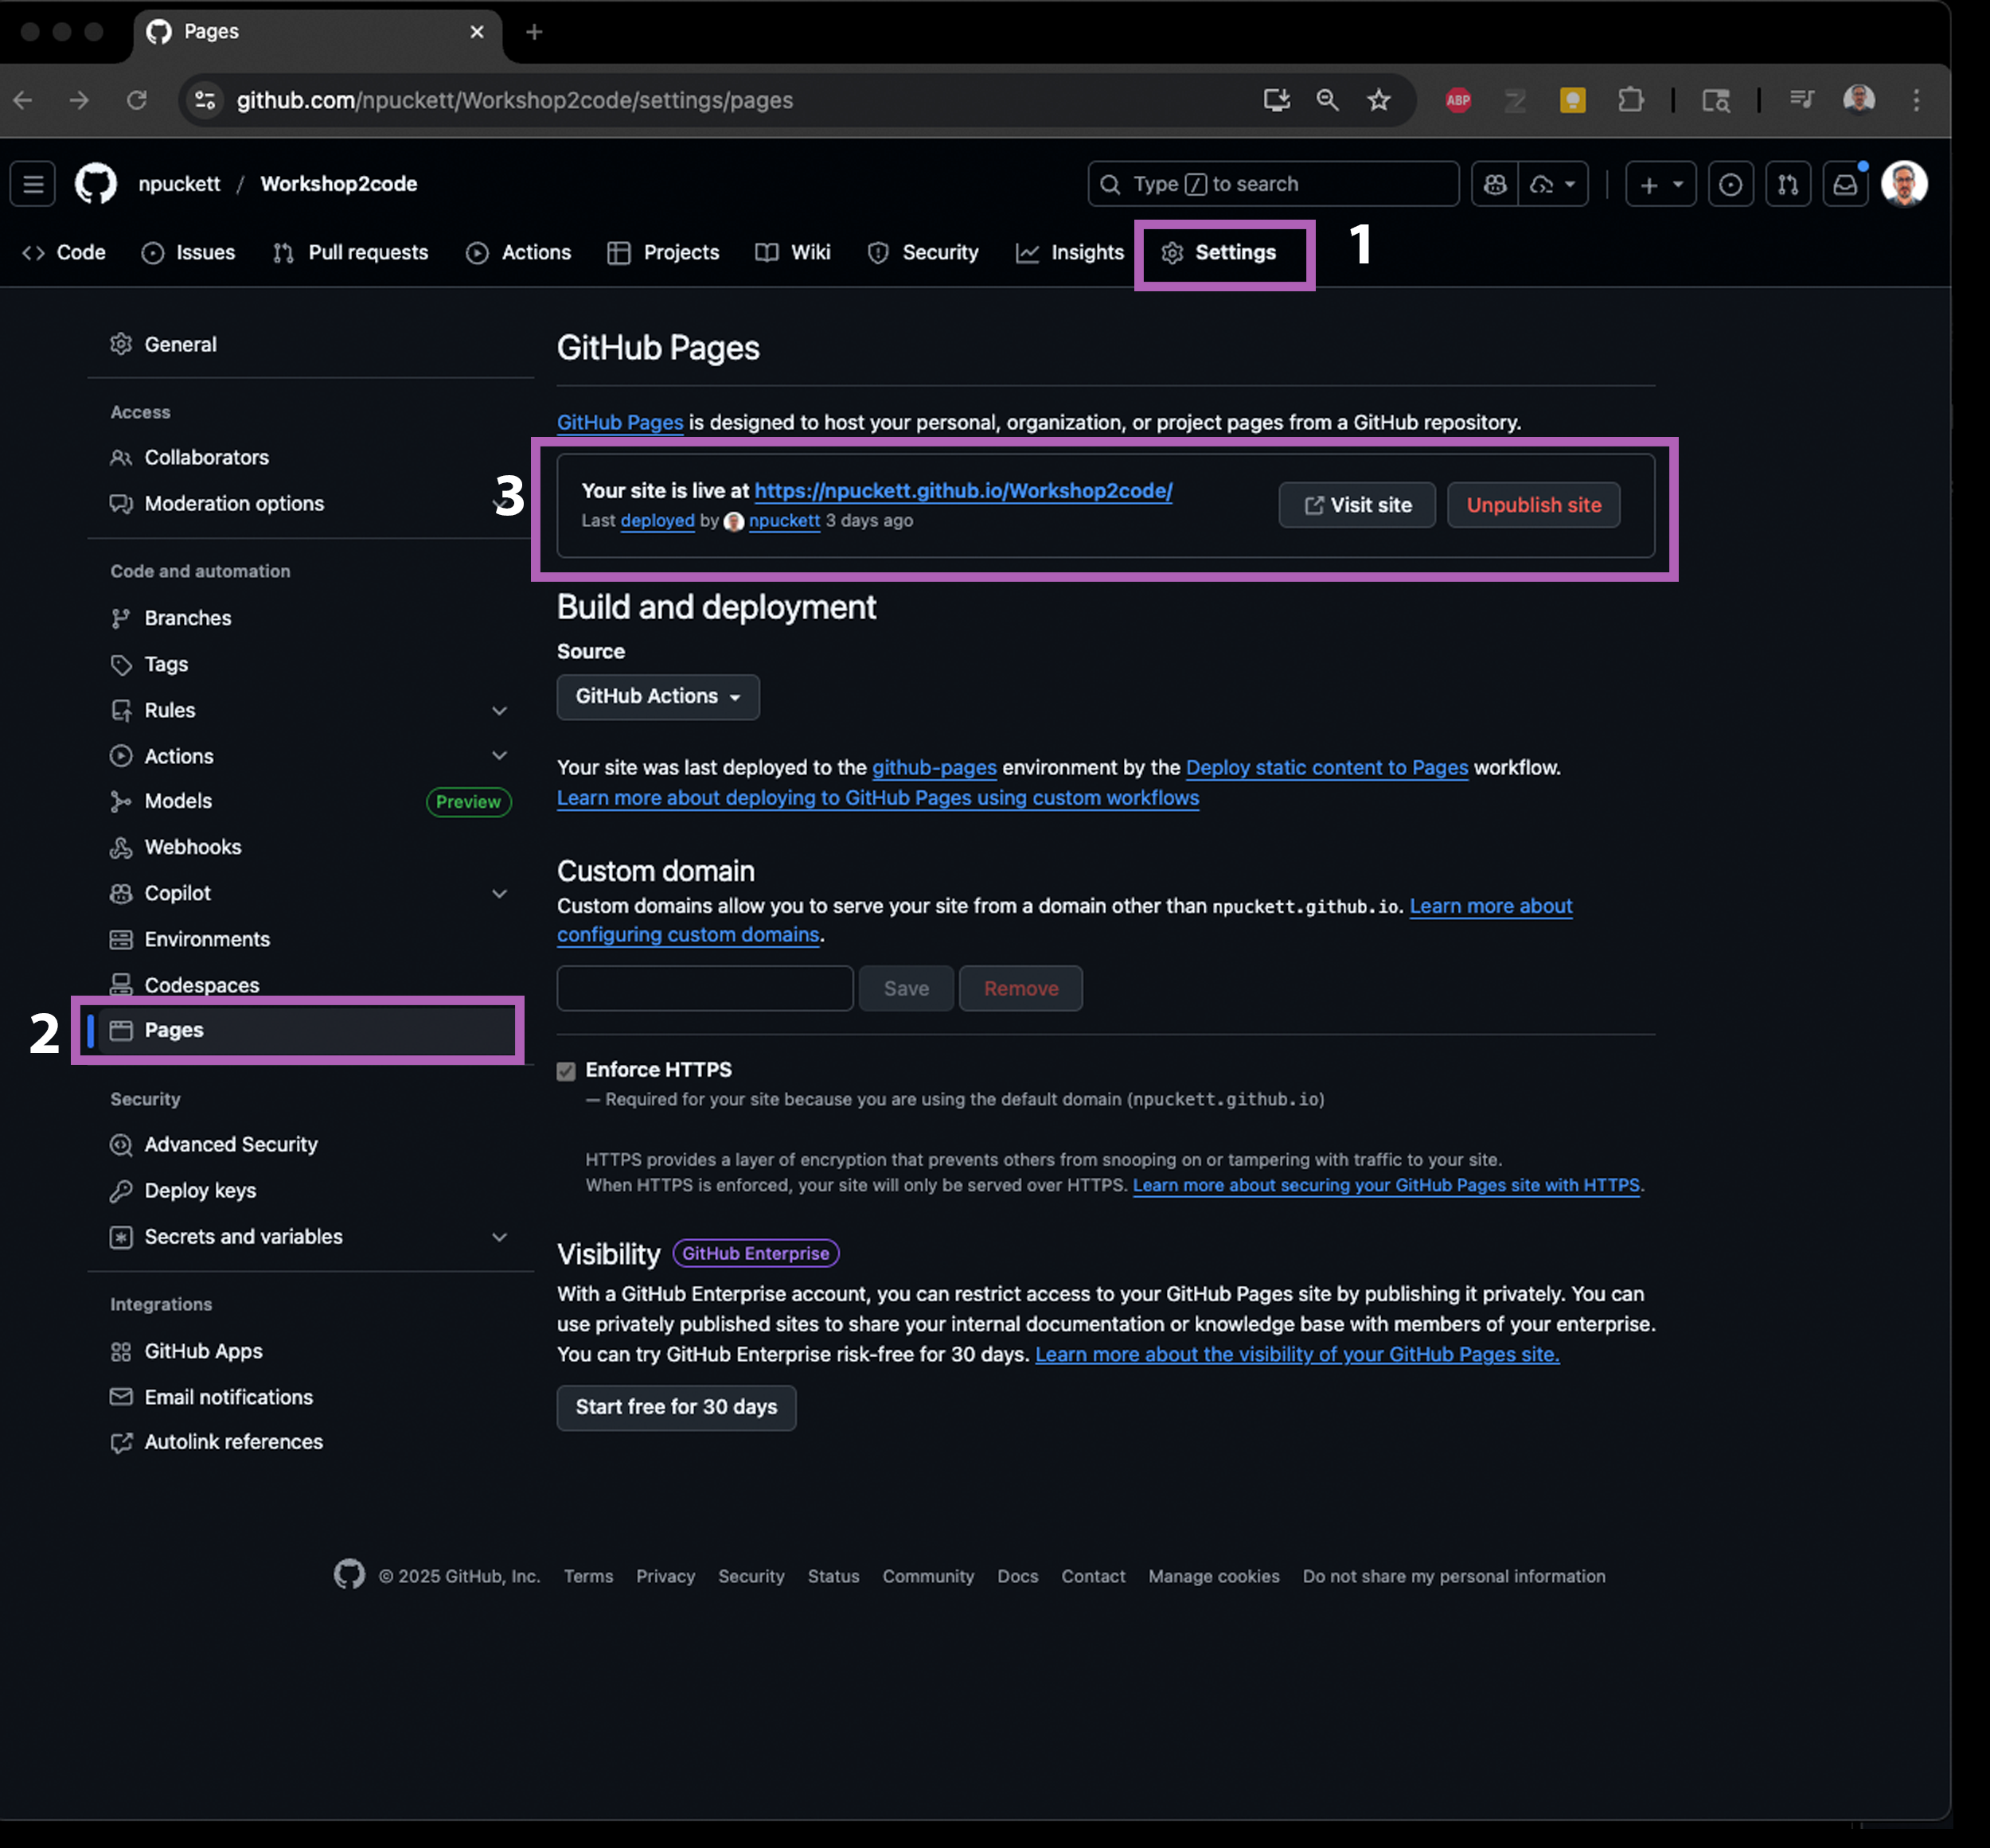 Pages
github.com/npuckett/Workshop2code/settings/pages
ABP
npuckett / Workshop2code
Type / to search
Code
Issues
Pull requests
Actions
Projects
Wiki
Security
Insights
Settings
1
General
Access
Collaborators
Moderation options
Code and automation
Branches
Tags
Rules
Actions
Models
Preview
Webhooks
Copilot
Environments
Codespaces
2
Pages
Security
Advanced Security
Deploy keys
Secrets and variables
Integrations
GitHub Apps
Email notifications
Autolink references
GitHub Pages
GitHub Pages is designed to host your personal, organization, or project pages from a GitHub repository.
3
Your site is live at https://npuckett.github.io/Workshop2code/
Last deployed by npuckett 3 days ago
Visit site
Unpublish site
Build and deployment
Source
GitHub Actions
Your site was last deployed to the github-pages environment by the Deploy static content to Pages workflow.
Learn more about deploying to GitHub Pages using custom workflows
Custom domain
Custom domains allow you to serve your site from a domain other than npuckett.github.io. Learn more about
configuring custom domains.
Save
Remove
Enforce HTTPS
— Required for your site because you are using the default domain (npuckett.github.io)
HTTPS provides a layer of encryption that prevents others from snooping on or tampering with traffic to your site.
When HTTPS is enforced, your site will only be served over HTTPS. Learn more about securing your GitHub Pages site with HTTPS.
Visibility GitHub Enterprise
With a GitHub Enterprise account, you can restrict access to your GitHub Pages site by publishing it privately. You can
use privately published sites to share your internal documentation or knowledge base with members of your enterprise.
You can try GitHub Enterprise risk-free for 30 days. Learn more about the visibility of your GitHub Pages site.
Start free for 30 days
© 2025 GitHub, Inc. Terms Privacy Security Status Community Docs Contact Manage cookies Do not share my personal information